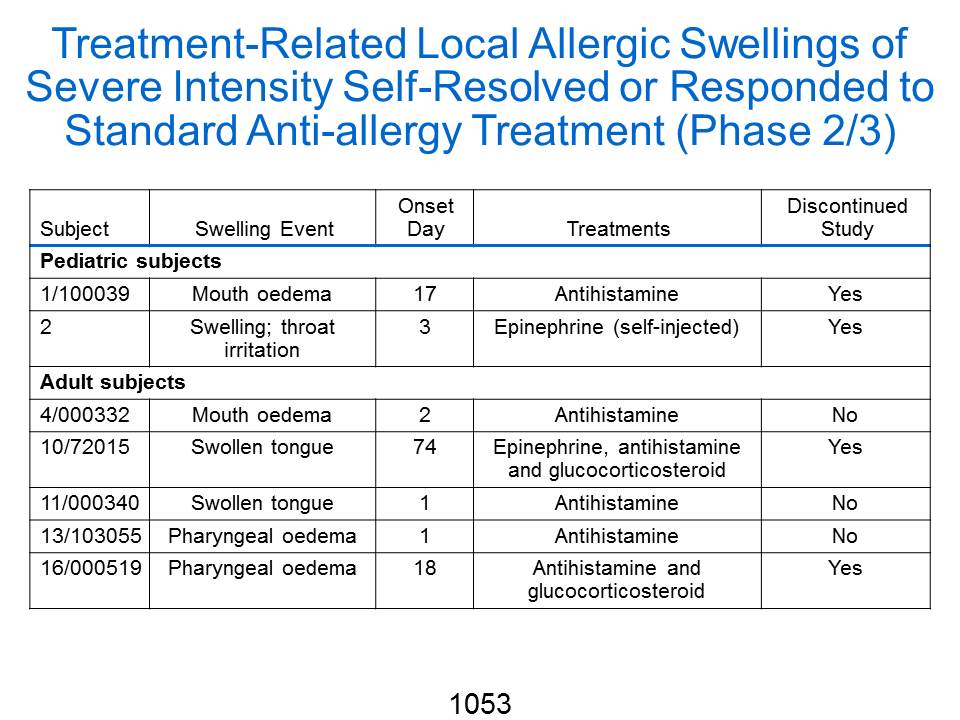 Treatment-Related Local Allergic Swellings of
Severe Intensity Self-Resolved or Responded to
Standard Anti-allergy Treatment (Phase 2/3)
Subject Swelling Event Onset Day Treatments Discontinued Study
Pediatric subjects
1/100039 Mouth oedema 17 Antihistamine Yes
2 Swelling; throat irritation 3 Epinephrine (self-injected) Yes
Adult subjects
4/000332 Mouth oedema 2 Antihistamine No
10/72015 Swollen tongue 74 Epinephrine, antihistamine and glucocorticosteroid Yes
11/000340 Swollen tongue 1 Antihistamine No
13/103055 Pharyngeal oedema 1 Antihistamine No
16/000519 Pharyngeal oedema 18 Antihistamine and glucocorticosteroid Yes
1053